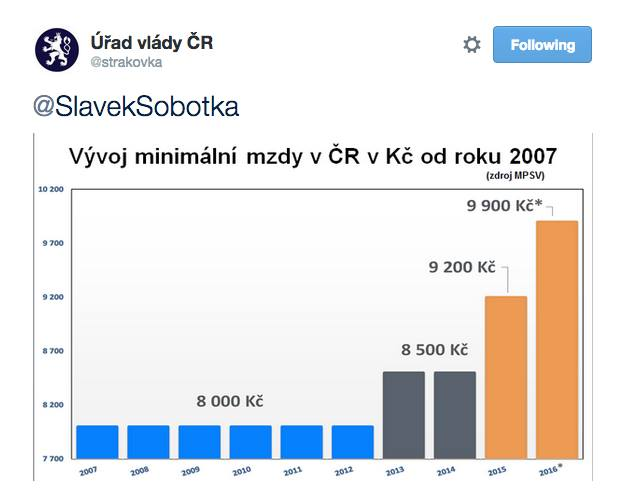 Úřad vlády ČR
@strakovka
Following
@SlavekSobotka
Vývoj minimální mzdy v ČR v Kč od roku 2007
(zdroj MPSV)
10 200
9 700
9 200
8 700
8 200
7 700
9 900 Kč*
9 200 Kč
8 500 Kč
8 000 Kč
2007 2008 2009 2010 2011 2012 2013 2014 2015 2016*